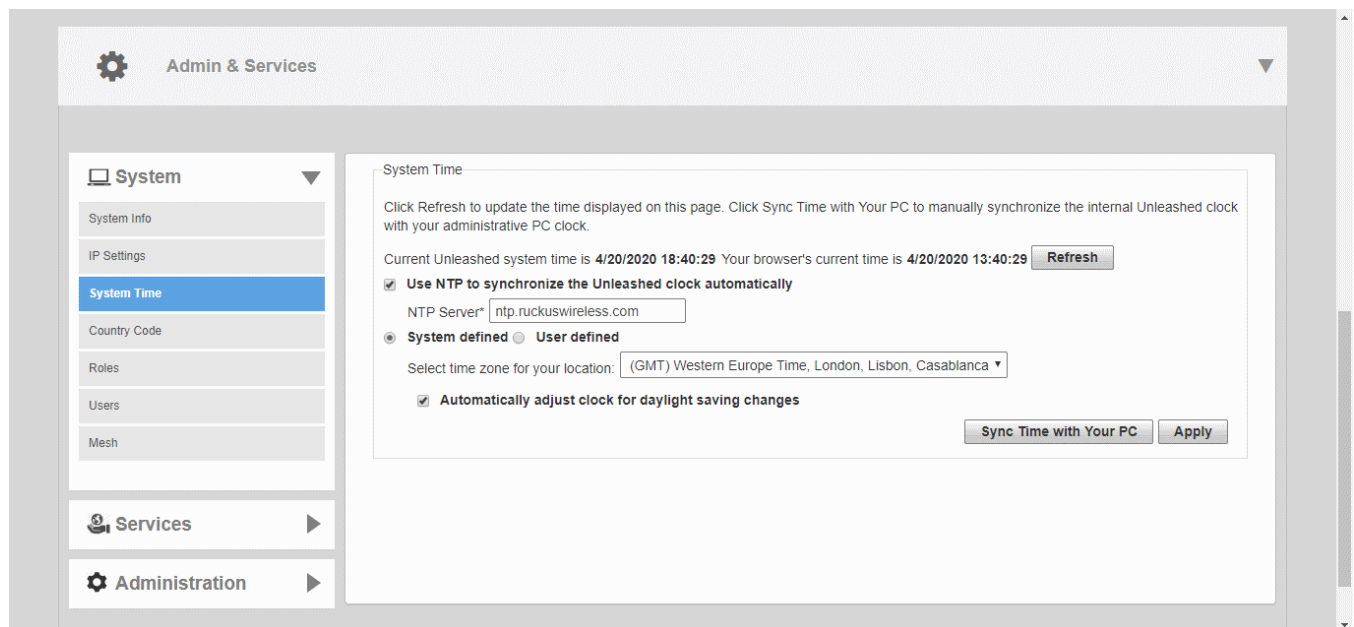 Admin & Services
System
System Info
IP Settings
System Time
Country Code
Roles
Users
Mesh
Services
Administration
System Time
Click Refresh to update the time displayed on this page. Click Sync Time with Your PC to manually synchronize the internal Unleashed clock
with your administrative PC clock.
Current Unleashed system time is 4/20/2020 18:40:29 Your browser's current time is 4/20/2020 13:40:29 Refresh
Use NTP to synchronize the Unleashed clock automatically
NTP Server* ntp.ruckuswireless.com
System defined User defined
Select time zone for your location: (GMT) Western Europe Time, London, Lisbon, Casablanca
Automatically adjust clock for daylight saving changes
Sync Time with Your PC Apply